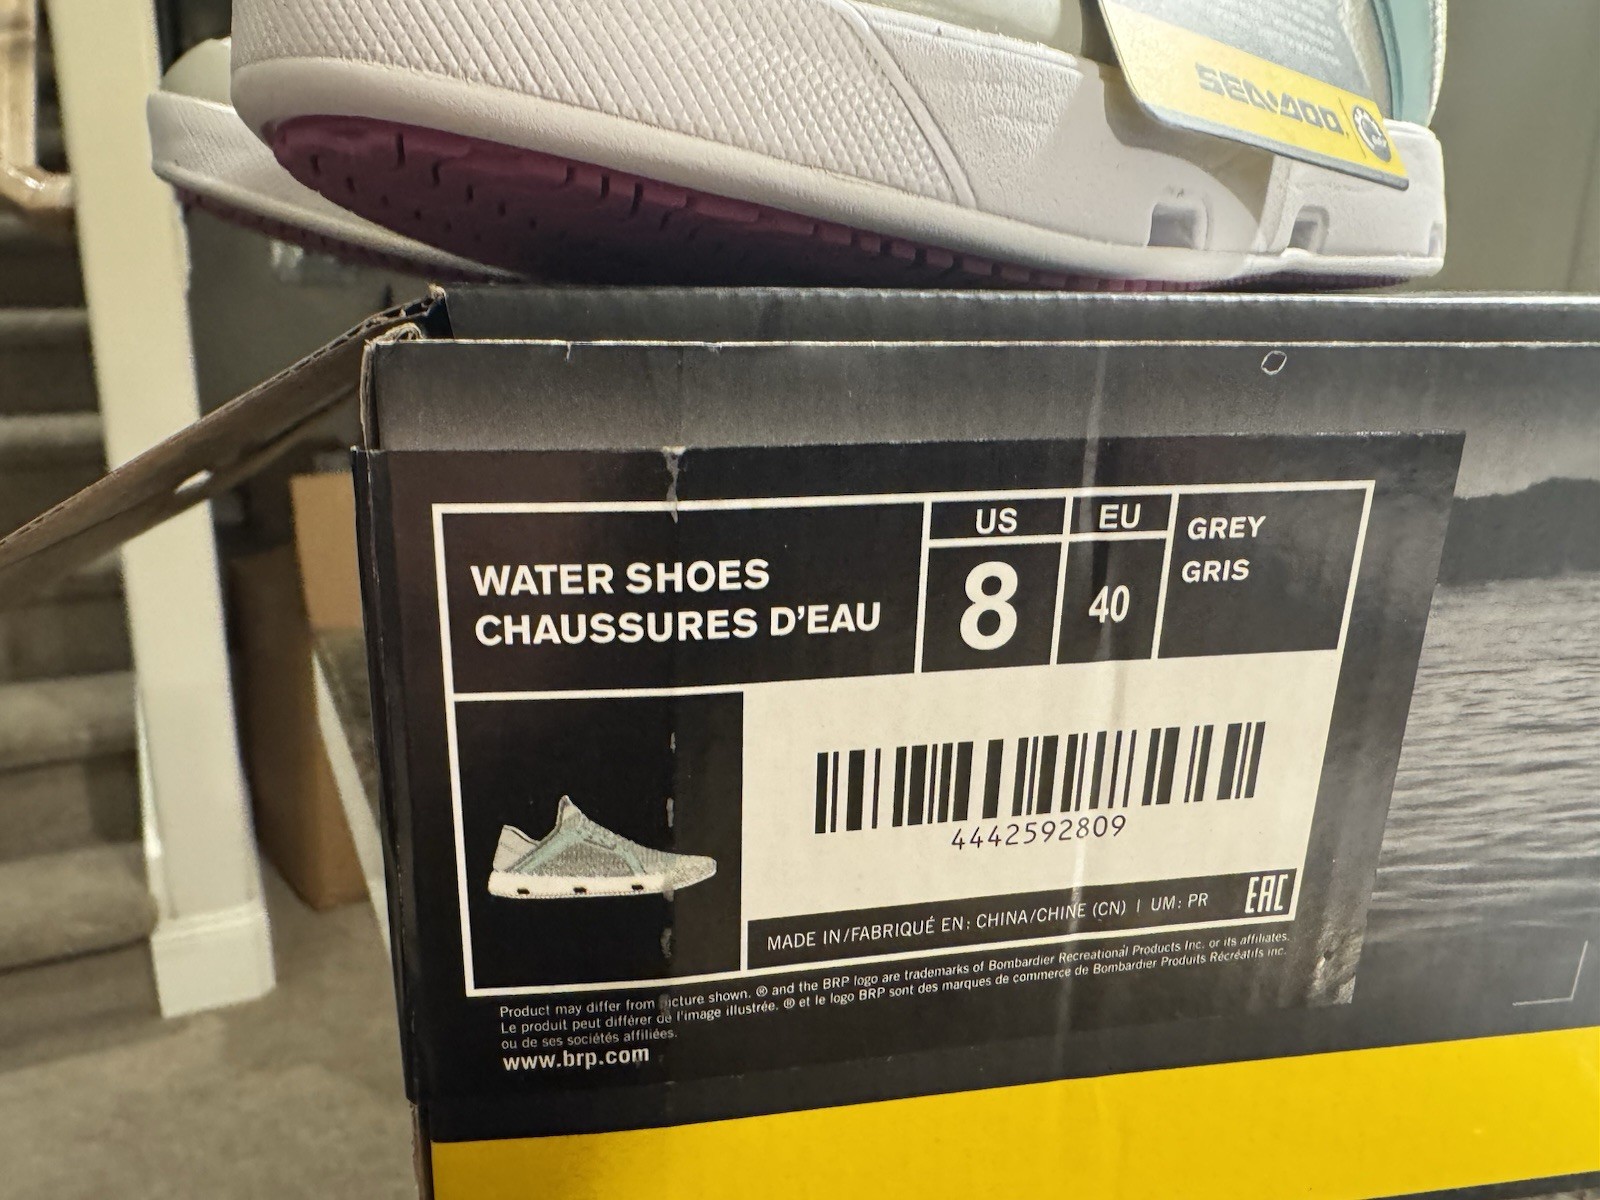 SEA-DOO
WATER SHOES
CHAUSSURES D'EAU
US
8
EU
40
GREY
GRIS
4442592809
MADE IN/FABRIQUÉ EN: CHINA/CHINE (CN) | UM: PR
EAC
Product may differ from picture shown. ® and the BRP logo are trademarks of Bombardier Recreational Products Inc. or its affiliates.
Le produit peut différer de l'image illustrée. ® et le logo BRP sont des marques de commerce de Bombardier Produits Récréatifs inc.
ou de ses sociétés affiliées.
www.brp.com